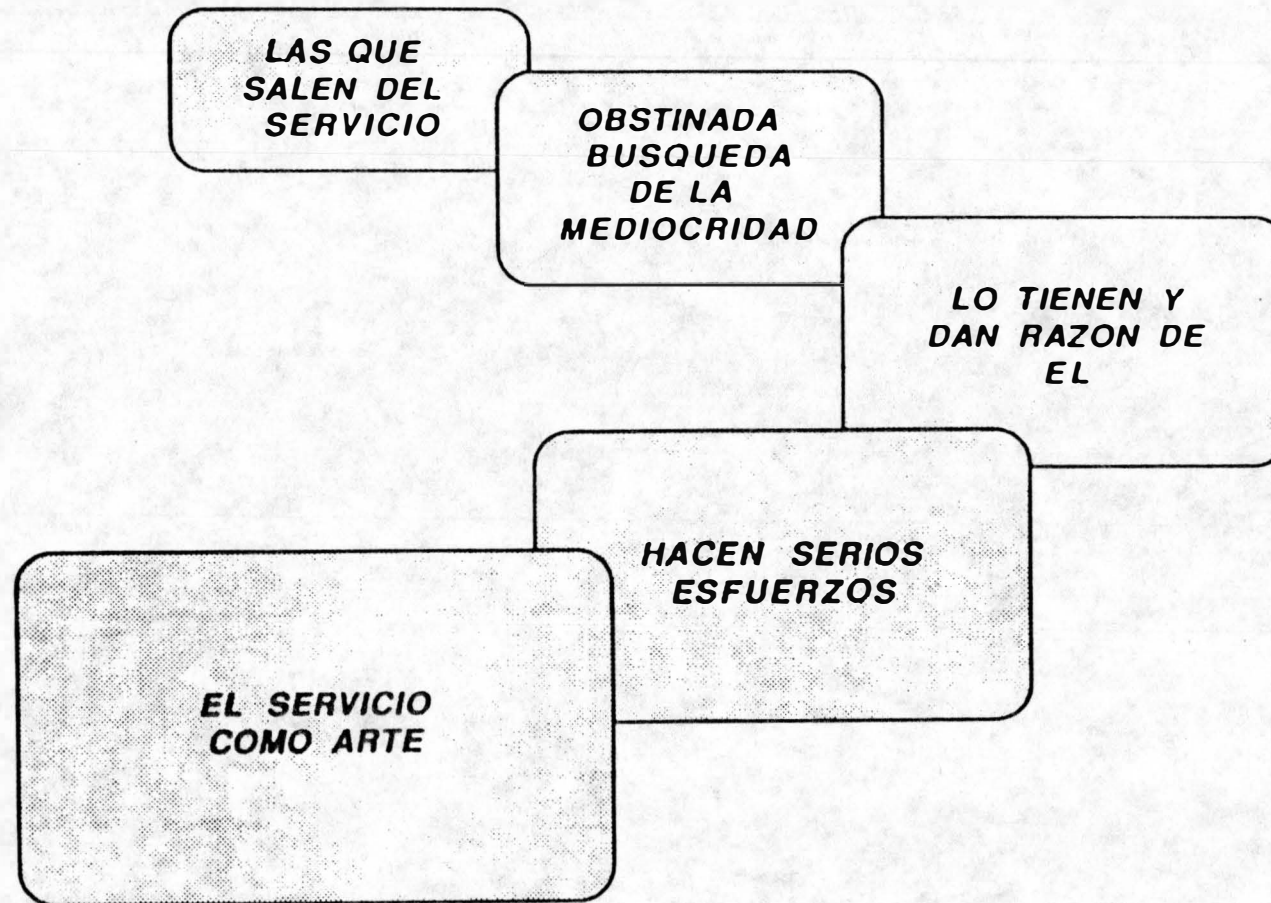 LAS QUE
SALEN DEL
SERVICIO
OBSTINADA
BUSQUEDA
DE LA
MEDIOCRIDAD
LO TIENEN Y
DAN RAZON DE
EL
HACEN SERIOS
ESFUERZOS
EL SERVICIO
COMO ARTE